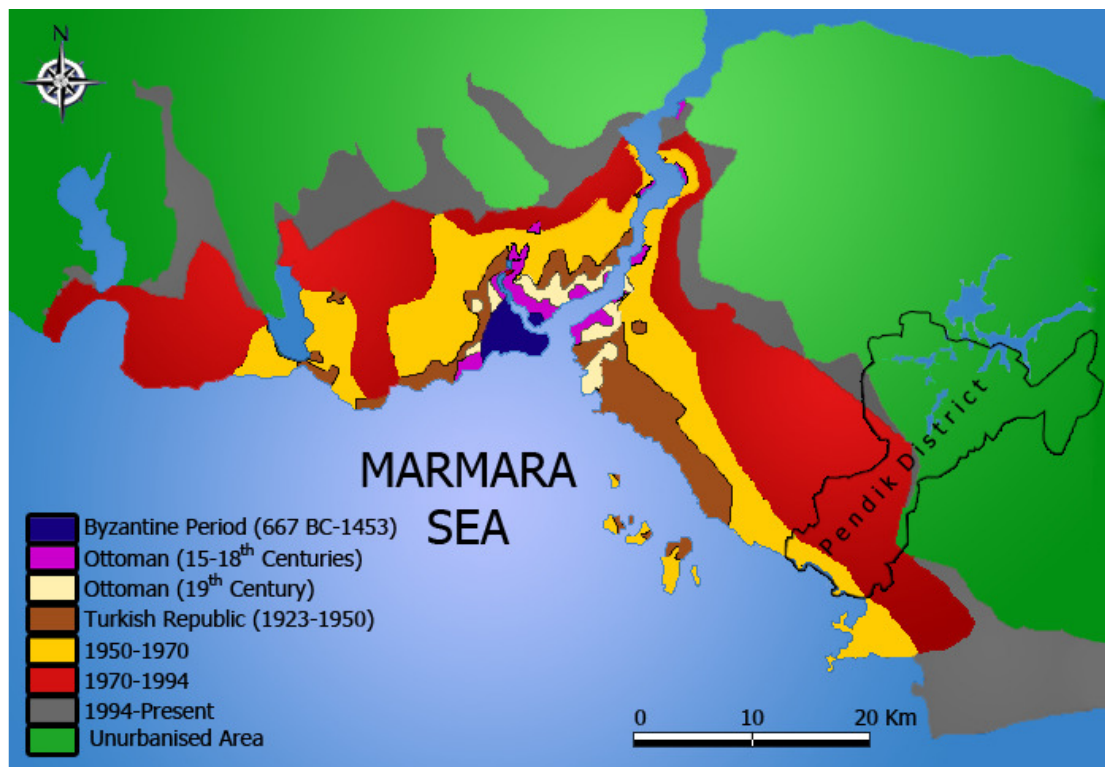 N
Pendik District
MARMARA
SEA
Byzantine Period (667 BC-1453)
Ottoman (15-18th Centuries)
Ottoman (19th Century)
Turkish Republic (1923-1950)
1950-1970
1970-1994
1994-Present
Unurbanised Area
0 10 20 Km